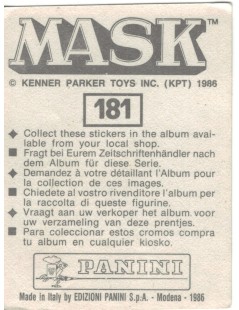 MASK™
© KENNER PARKER TOYS INC. (KPT) 1986
181
◆ Collect these stickers in the album avai-
lable from your local shop.
■ Fragt bei Eurem Zeitschriftenhändler nach
dem Album für diese Serie.
◆ Demandez à votre détaillant l'Album pour
la collection de ces images.
■ Chiedete al vostro rivenditore l'album per
la raccolta di queste figurine.
◆ Vraagt aan uw verkoper het album voor
uw verzameling van deze prentjes.
■ Para coleccionar estos cromos compra
tu album en cualquier kiosko.
PANINI
Made in Italy by EDIZIONI PANINI S.p.A. - Modena - 1986